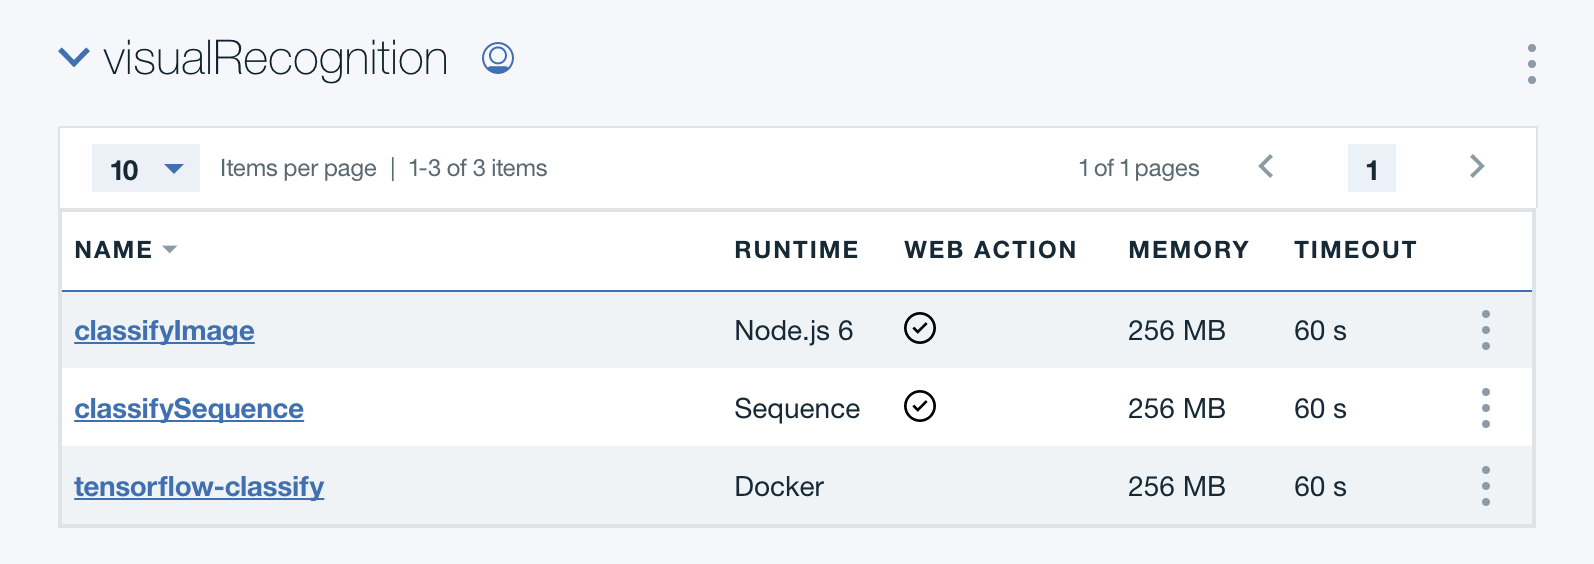 visualRecognition
10 Items per page | 1-3 of 3 items 1 of 1 pages 1
NAME RUNTIME WEB ACTION MEMORY TIMEOUT
classifyImage Node.js 6 256 MB 60 s
classifySequence Sequence 256 MB 60 s
tensorflow-classify Docker 256 MB 60 s